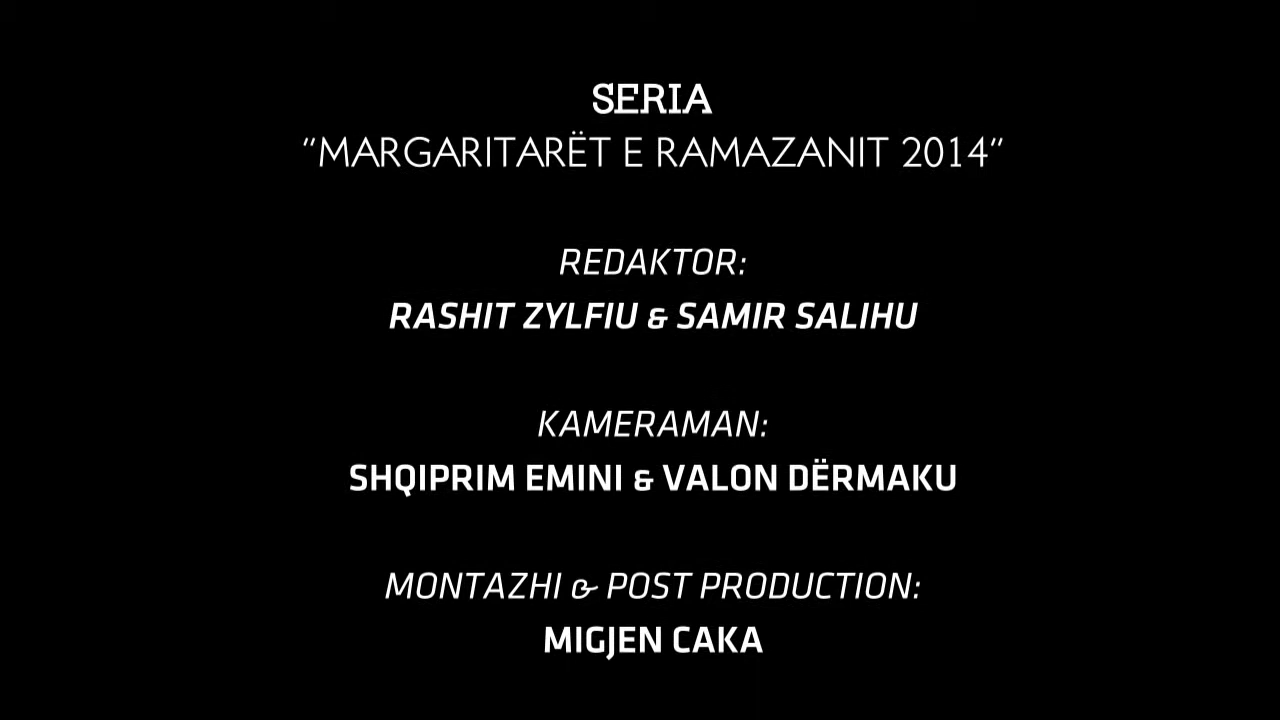 SERIA
“MARGARITARËT E RAMAZANIT 2014”
REDAKTOR:
RASHIT ZYLFIU & SAMIR SALIHU
KAMERAMAN:
SHQIPRIM EMINI & VALON DËRMAKU
MONTAZHI & POST PRODUCTION:
MIGJEN CAKA